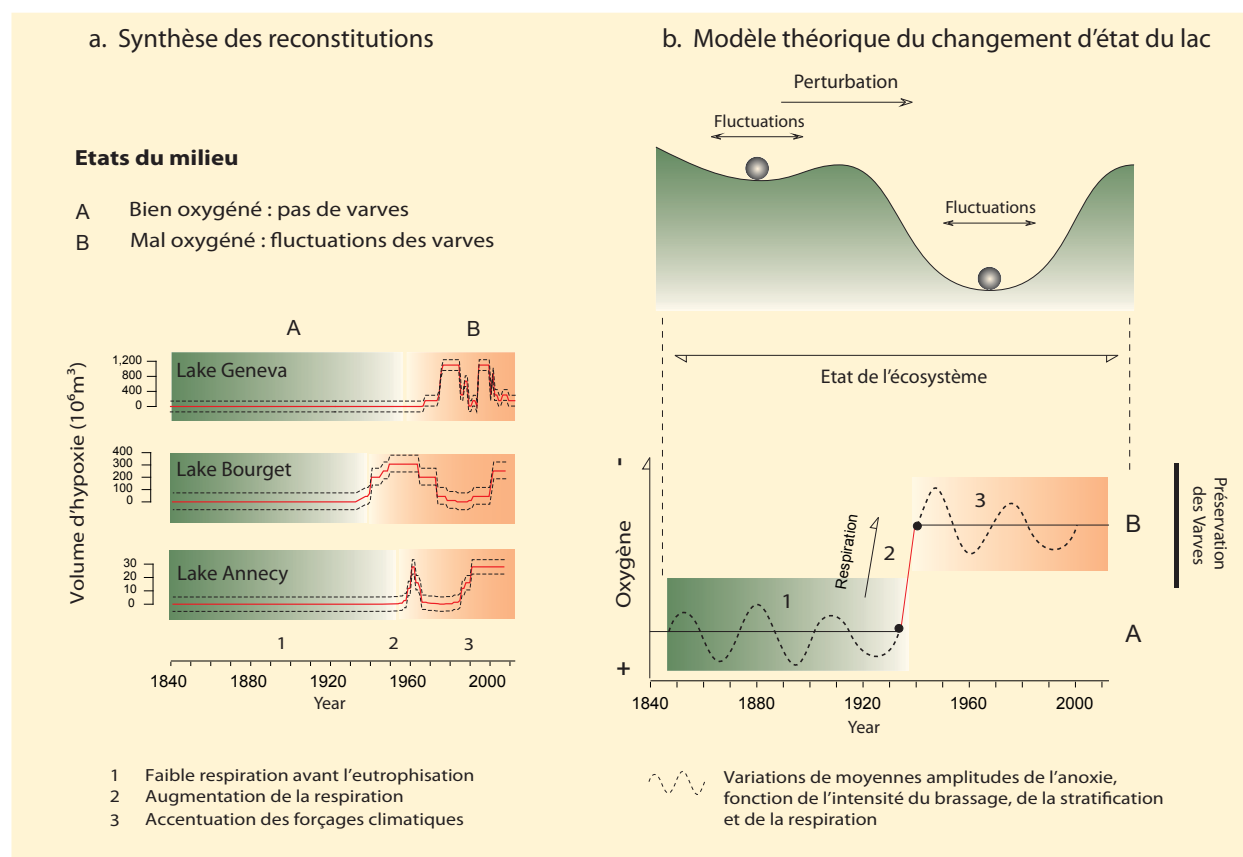 a. Synthèse des reconstitutions
Etats du milieu
A Bien oxygéné : pas de varves
B Mal oxygéné : fluctuations des varves
A B
Volume d'hypoxie (10⁶m³)
Lake Geneva
1,200
800
400
0
Lake Bourget
400
300
200
100
0
Lake Annecy
30
20
10
0
1 2 3
1840 1880 1920 1960 2000
Year
1 Faible respiration avant l'eutrophisation
2 Augmentation de la respiration
3 Accentuation des forçages climatiques
b. Modèle théorique du changement d'état du lac
Perturbation
Fluctuations
Fluctuations
Etat de l'écosystème
-
Oxygène
+
Respiration
1
2
3
B
A
Préservation
des Varves
1840 1880 1920 1960 2000
Year
Variations de moyennes amplitudes de l'anoxie,
fonction de l'intensité du brassage, de la stratification
et de la respiration